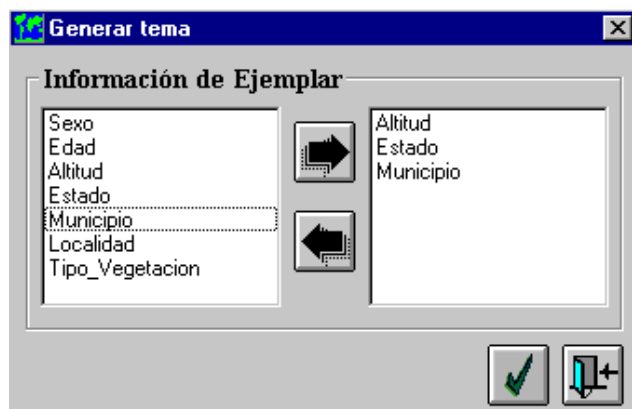 Generar tema
Información de Ejemplar
Sexo
Edad
Altitud
Estado
Municipio
Localidad
Tipo_Vegetacion
Altitud
Estado
Municipio